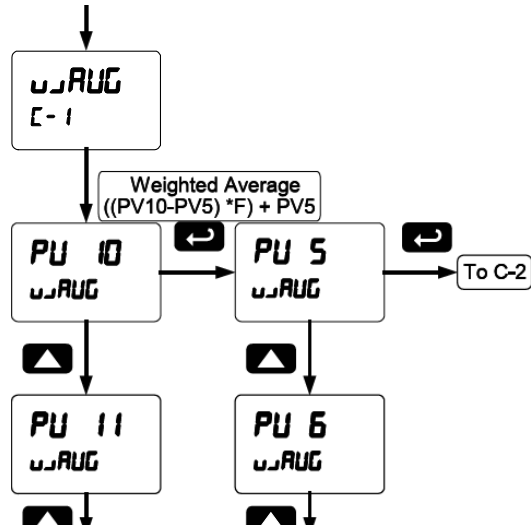 wAVG
C-1
Weighted Average
((PV10-PV5) *F) + PV5
PV 10
wAVG
PV 5
wAVG
To C-2
PV 11
wAVG
PV 6
wAVG